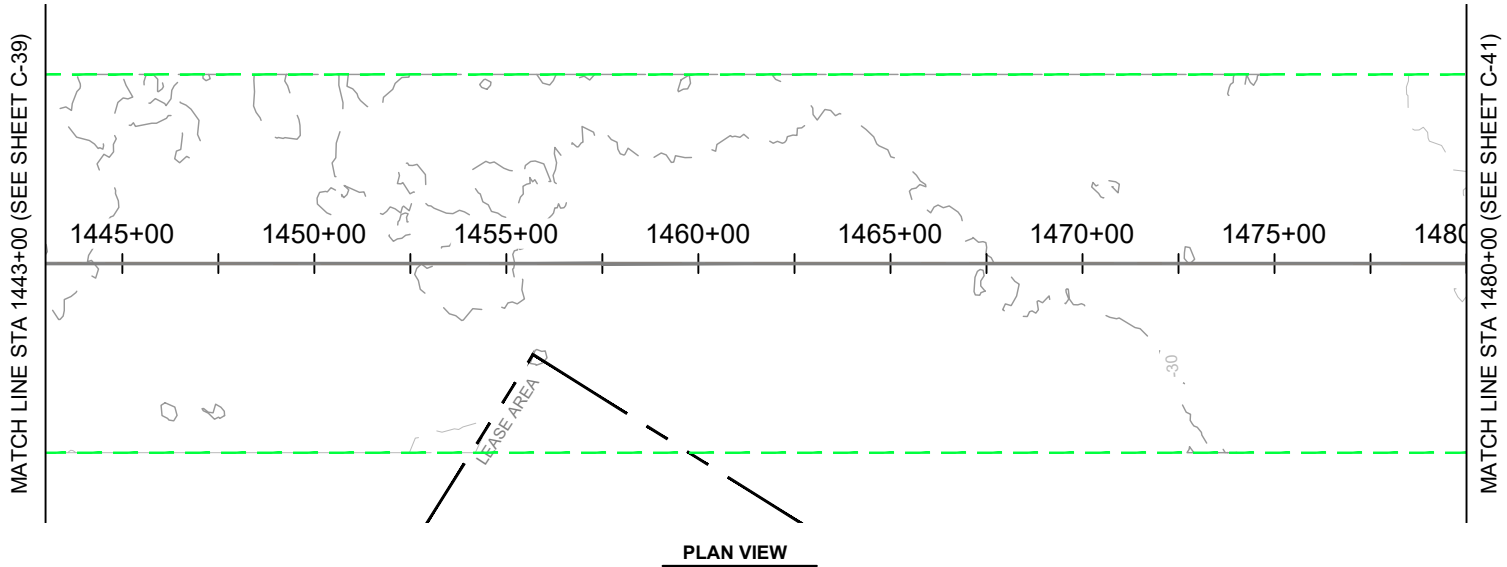 MATCH LINE STA 1443+00 (SEE SHEET C-39)
1445+00 1450+00 1455+00 1460+00 1465+00 1470+00 1475+00 1480
-30
LEASE AREA
MATCH LINE STA 1480+00 (SEE SHEET C-41)
PLAN VIEW